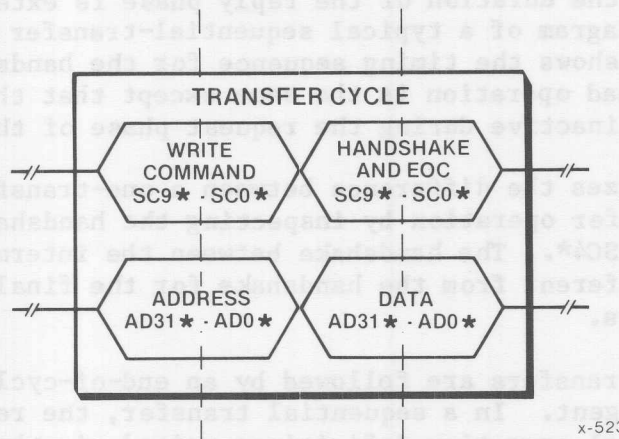 TRANSFER CYCLE
WRITE
COMMAND
SC9* - SC0*
HANDSHAKE
AND EOC
SC9* - SC0*
ADDRESS
AD31* - AD0*
DATA
AD31* - AD0*
x-523